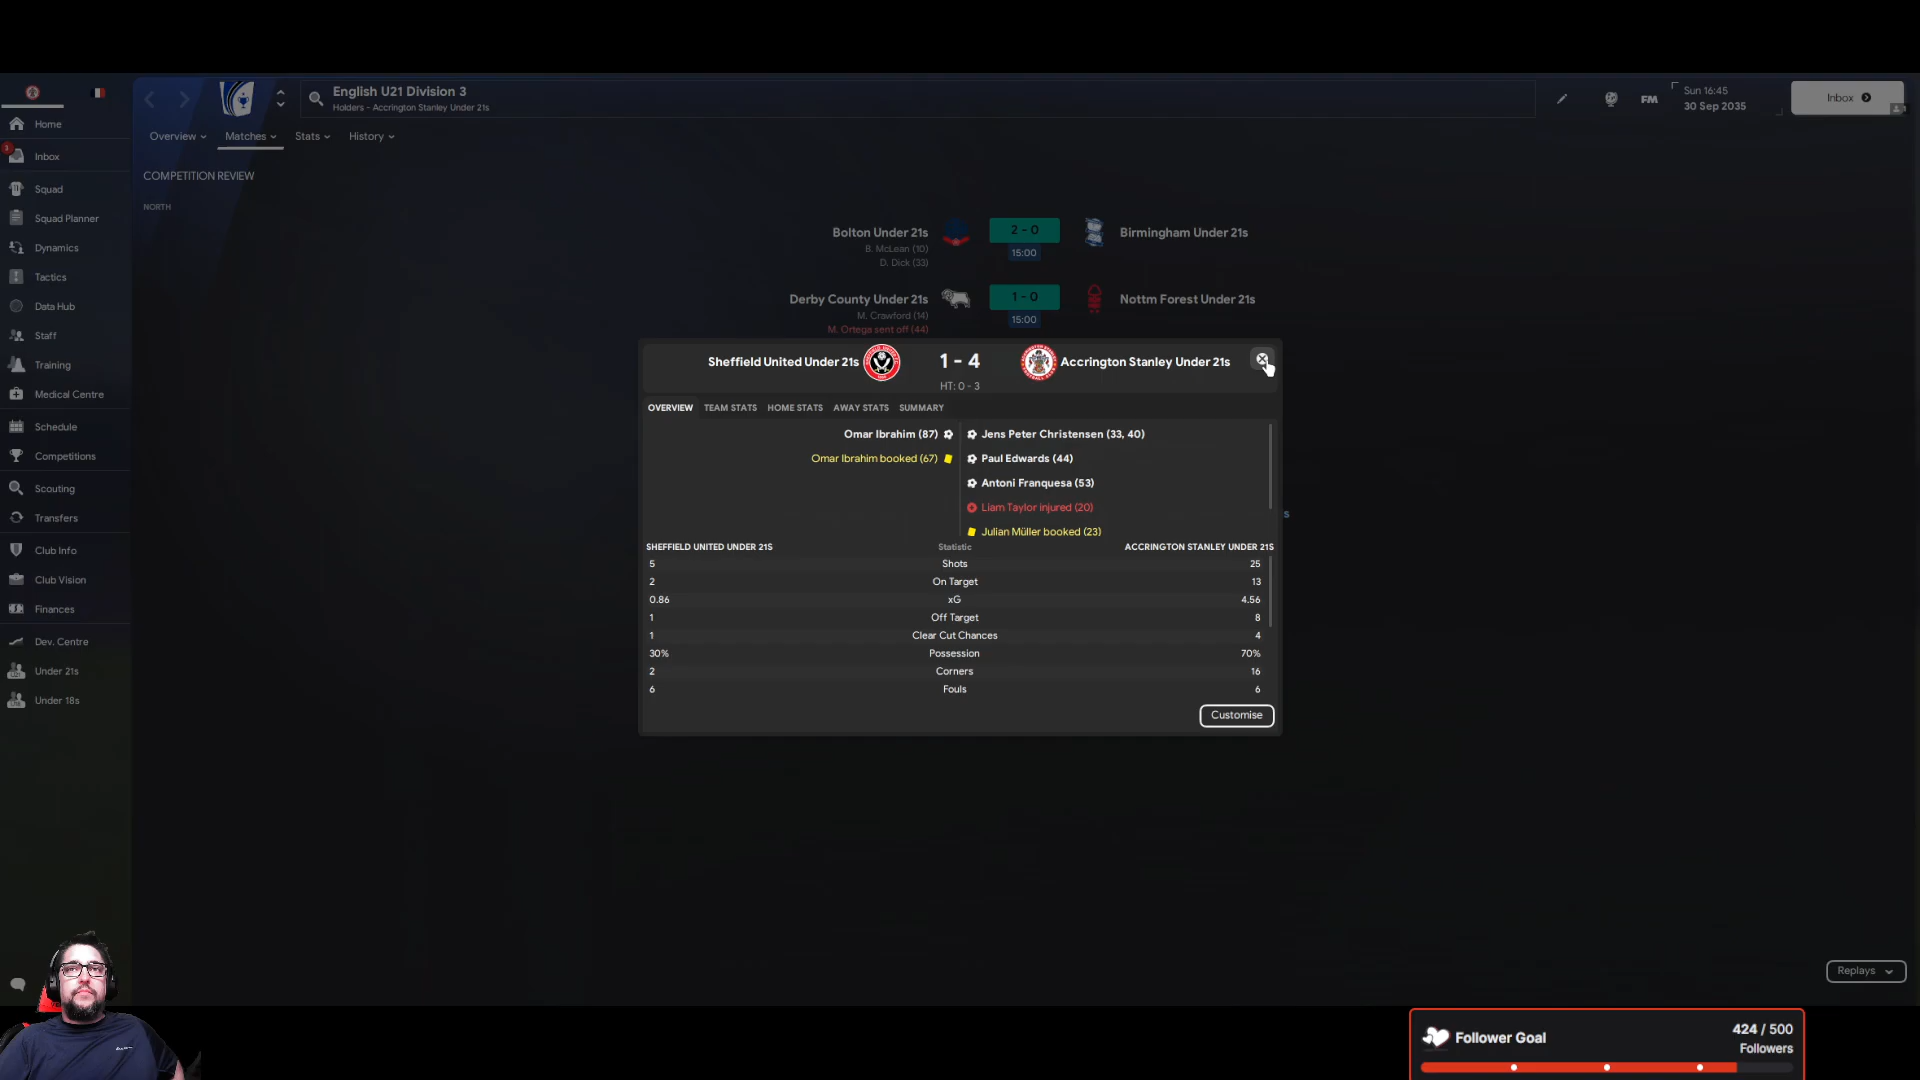 English U21 Division 3
Holders - Accrington Stanley Under 21s
FM
Sun 16:45
30 Sep 2035
Inbox
1
Overview
Matches
Stats
History
COMPETITION REVIEW
NORTH
Home
3
Inbox
Squad
Squad Planner
Dynamics
Tactics
Data Hub
Staff
Training
Medical Centre
Schedule
Competitions
Scouting
Transfers
Club Info
Club Vision
Finances
Dev. Centre
Under 21s
Under 18s
Bolton Under 21s 2 - 0 Birmingham Under 21s
B. McLean (10) 15:00
D. Dick (33)
Derby County Under 21s 1 - 0 Nottm Forest Under 21s
M. Crawford (14) 15:00
M. Ortega sent off (44)
Sheffield United Under 21s 1 - 4 Accrington Stanley Under 21s
HT: 0 - 3
OVERVIEW TEAM STATS HOME STATS AWAY STATS SUMMARY
Omar Ibrahim (87) Jens Peter Christensen (33, 40)
Omar Ibrahim booked (67) Paul Edwards (44)
Antoni Franquesa (53)
Liam Taylor injured (20)
Julian Müller booked (23)
SHEFFIELD UNITED UNDER 21S Statistic ACCRINGTON STANLEY UNDER 21S
5 Shots 25
2 On Target 13
0.86 xG 4.56
1 Off Target 8
1 Clear Cut Chances 4
30% Possession 70%
2 Corners 16
6 Fouls 6
Customise
s
Replays
Follower Goal
424 / 500
Followers